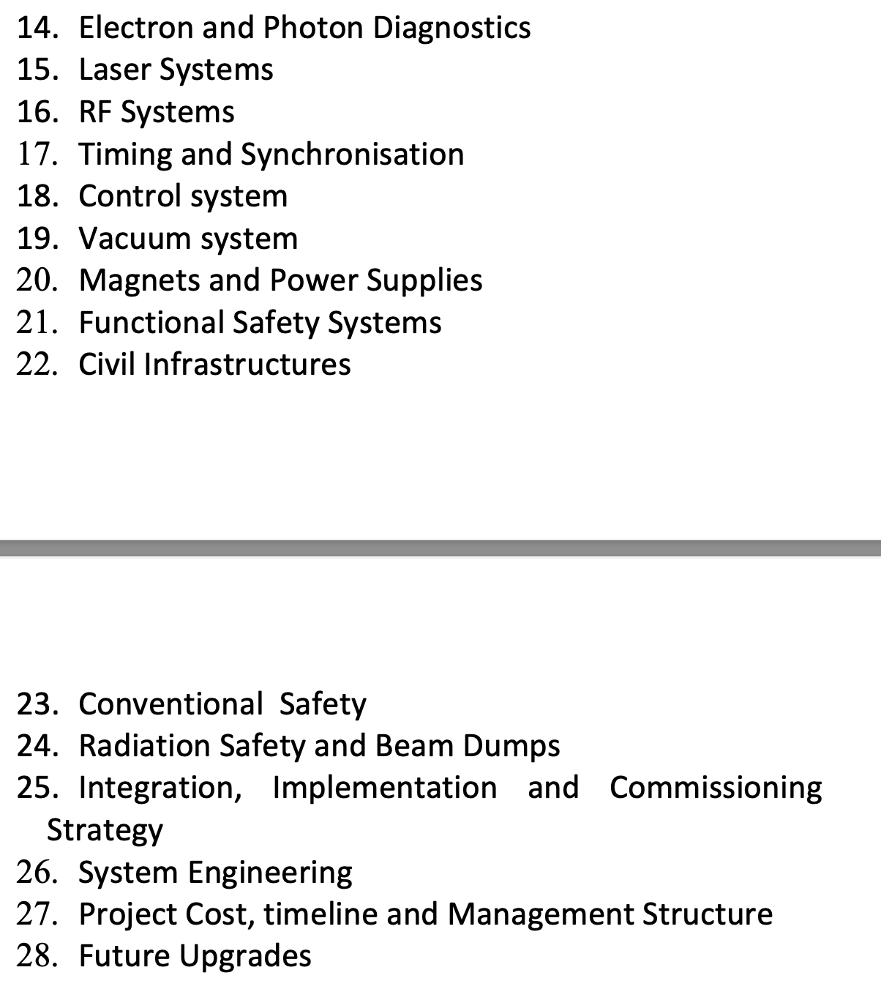 14. Electron and Photon Diagnostics
15. Laser Systems
16. RF Systems
17. Timing and Synchronisation
18. Control system
19. Vacuum system
20. Magnets and Power Supplies
21. Functional Safety Systems
22. Civil Infrastructures
23. Conventional Safety
24. Radiation Safety and Beam Dumps
25. Integration, Implementation and Commissioning
Strategy
26. System Engineering
27. Project Cost, timeline and Management Structure
28. Future Upgrades